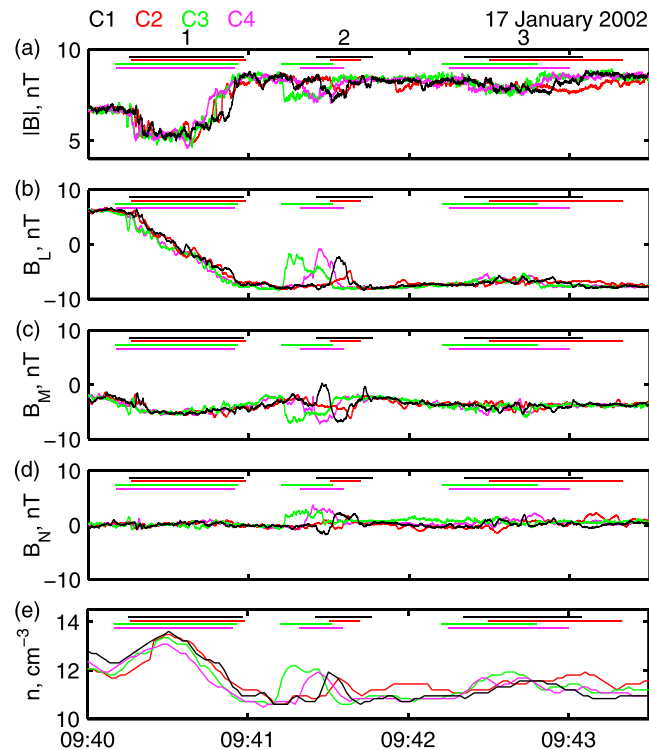 C1 C2 C3 C4 17 January 2002
1 2 3
(a)
10
5
|B|, nT
(b)
10
0
−10
B_L, nT
(c)
10
0
−10
B_M, nT
(d)
10
0
−10
B_N, nT
(e)
14
12
10
n, cm⁻³
09:40 09:41 09:42 09:43